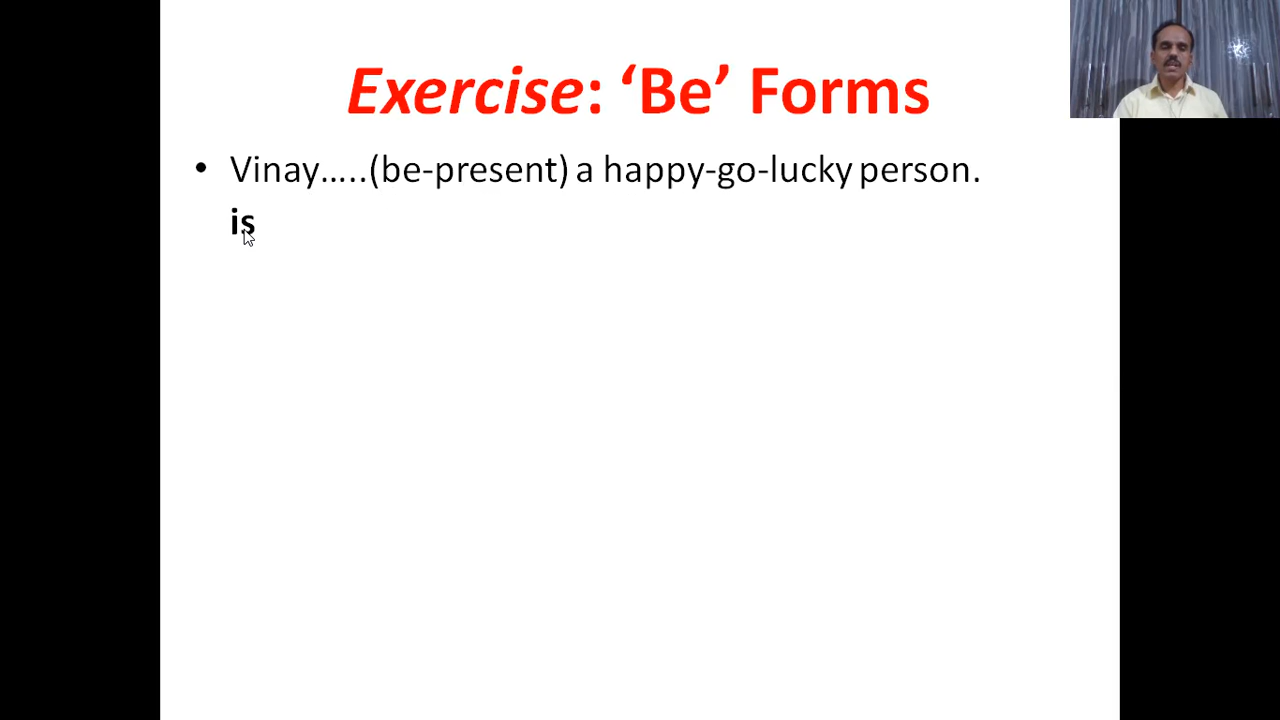 Exercise: ‘Be’ Forms
• Vinay…..(be-present) a happy-go-lucky person.
is